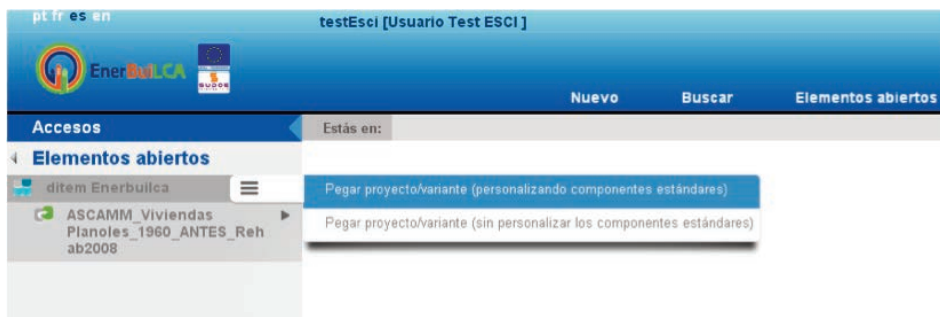 pt fr es en
testEsci [Usuario Test ESCI ]
EnerBuiLCA
SUDOE
Nuevo Buscar Elementos abiertos
Accesos
Estás en:
Elementos abiertos
ditem Enerbuilca
Pegar proyecto/variante (personalizando componentes estándares)
ASCAMM_Viviendas
Planoles_1960_ANTES_Reh
ab2008
Pegar proyecto/variante (sin personalizar los componentes estándares)